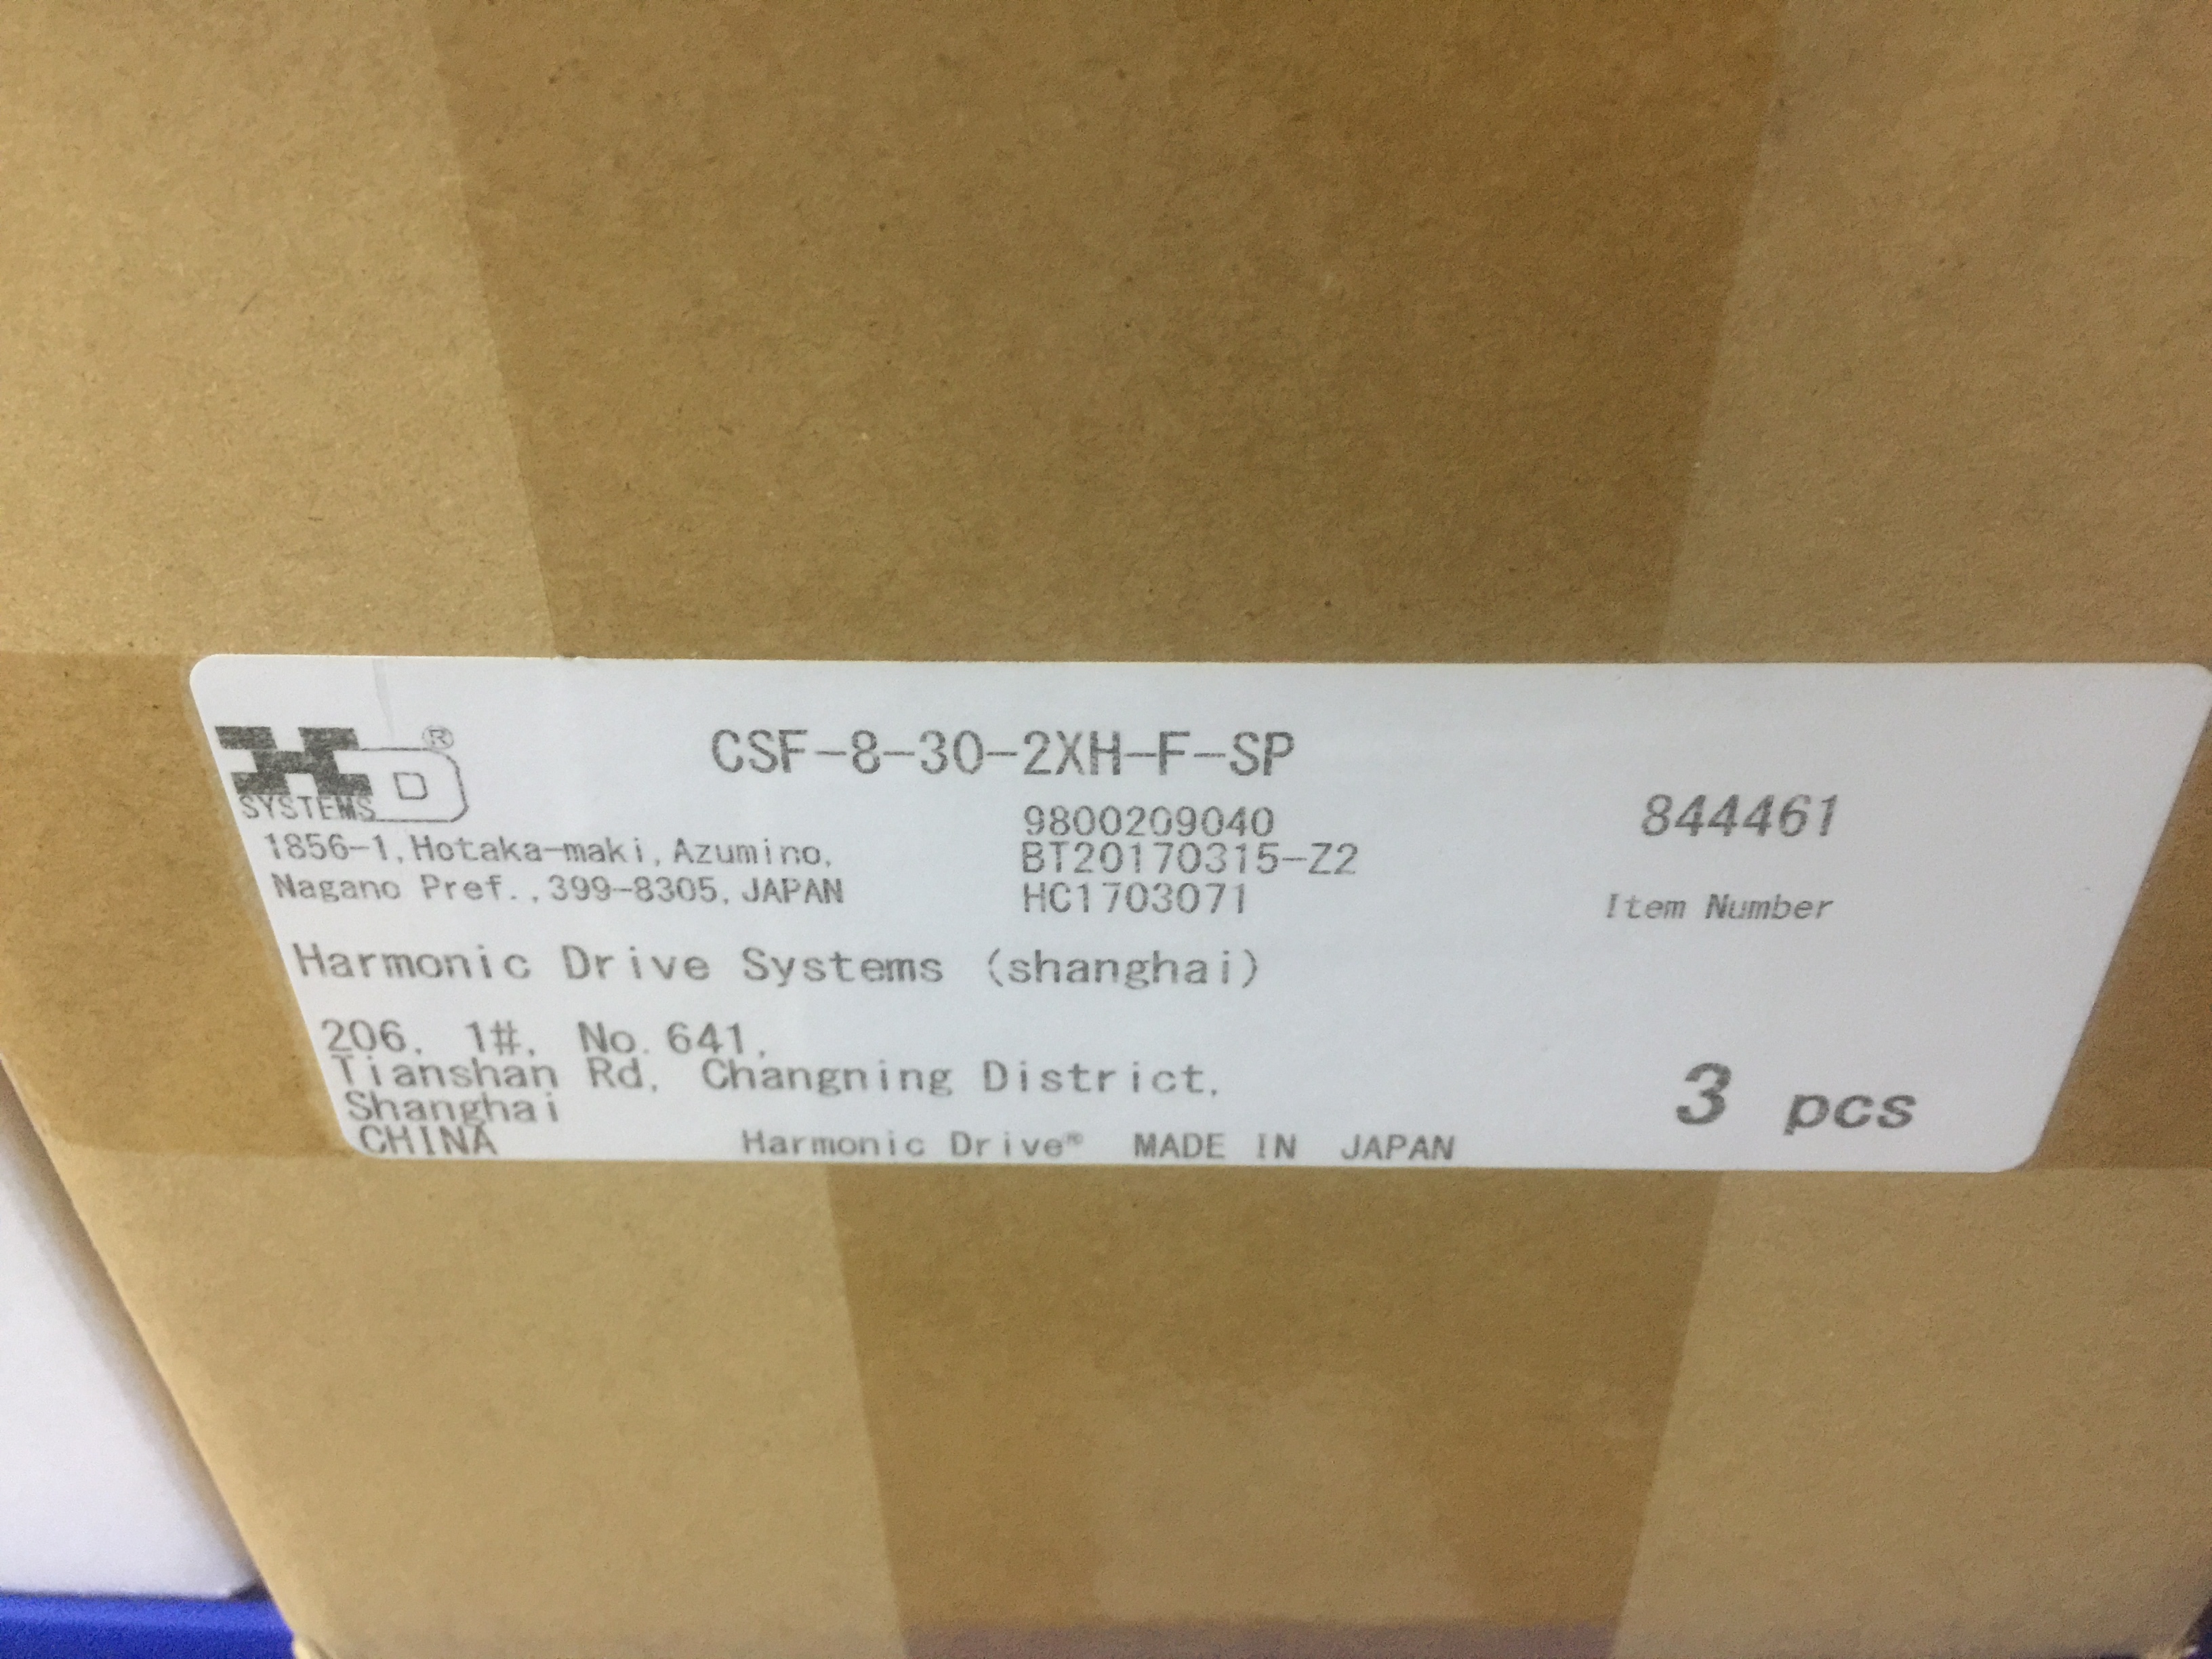 HD®
SYSTEMS
CSF-8-30-2XH-F-SP
1856-1,Hotaka-maki,Azumino,
Nagano Pref.,399-8305,JAPAN
9800209040
BT20170315-Z2
HC1703071
844461
Item Number
Harmonic Drive Systems (shanghai)
206, 1#, No.641,
Tianshan Rd, Changning District,
Shanghai
CHINA
Harmonic Drive® MADE IN JAPAN
3 pcs